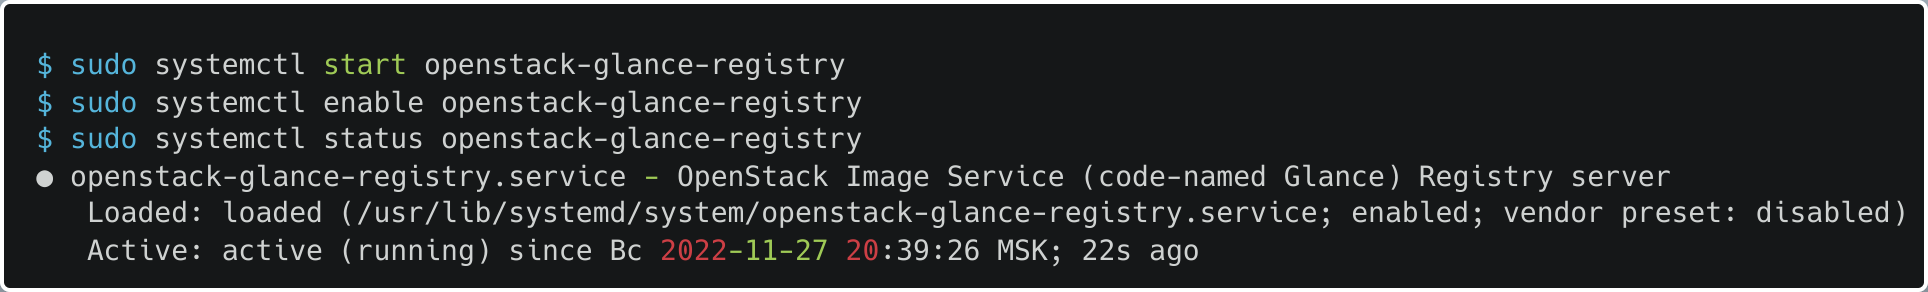 $ sudo systemctl start openstack-glance-registry
$ sudo systemctl enable openstack-glance-registry
$ sudo systemctl status openstack-glance-registry
● openstack-glance-registry.service - OpenStack Image Service (code-named Glance) Registry server
Loaded: loaded (/usr/lib/systemd/system/openstack-glance-registry.service; enabled; vendor preset: disabled)
Active: active (running) since Вс 2022-11-27 20:39:26 MSK; 22s ago